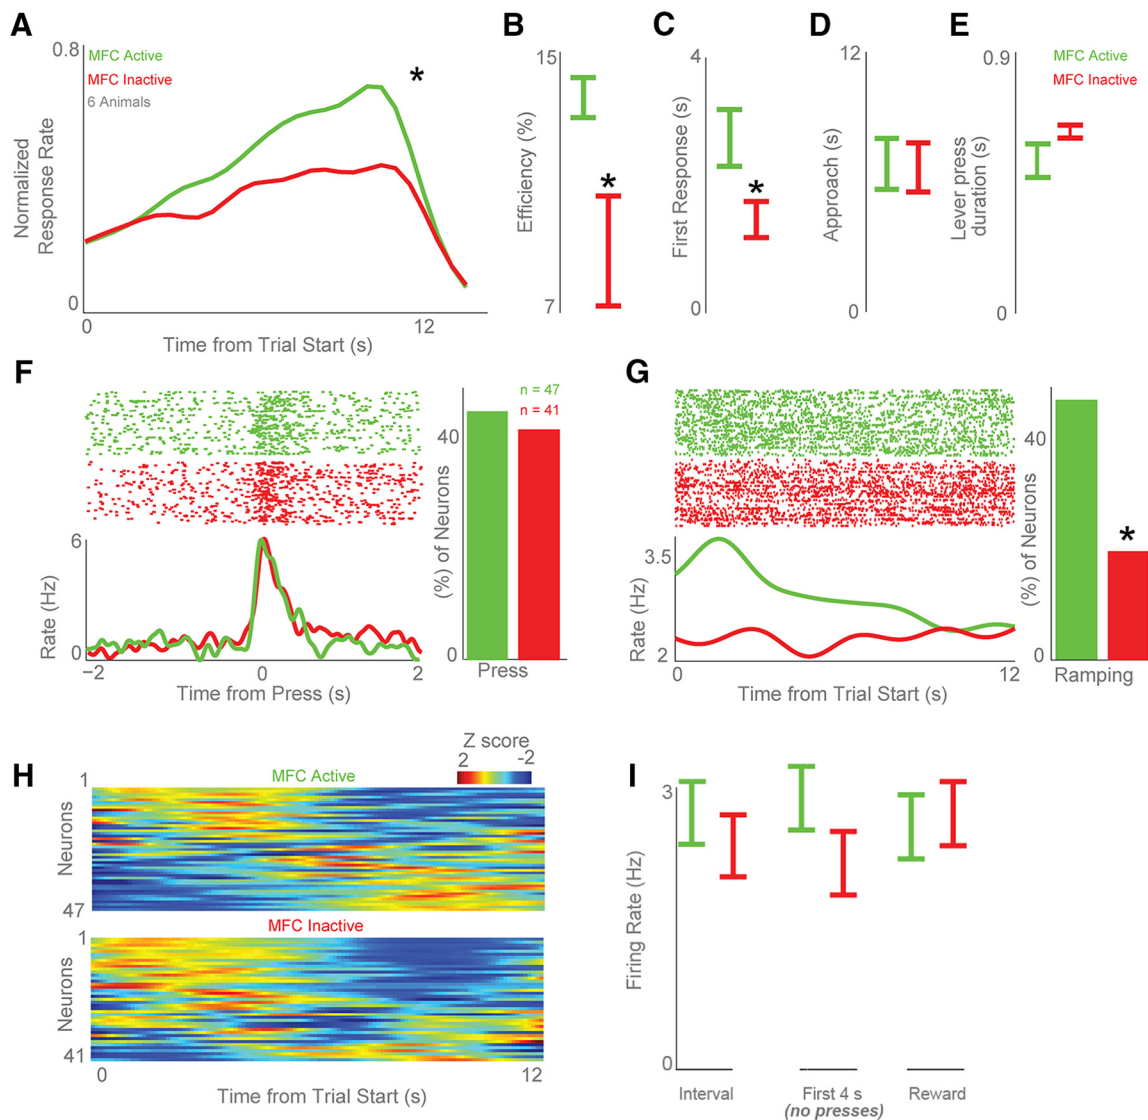 A
0.8
MFC Active
MFC Inactive
6 Animals
*
Normalized
Response Rate
0
0
12
Time from Trial Start (s)
B
15
Efficiency (%)
*
7
C
4
First Response (s)
*
0
D
12
Approach (s)
0
E
0.9
MFC Active
MFC Inactive
Lever press
duration (s)
0
F
6
Rate (Hz)
0
−2
0
2
Time from Press (s)
n = 47
n = 41
40
(%) of Neurons
0
Press
G
3.5
Rate (Hz)
2
0
12
Time from Trial Start (s)
40
(%) of Neurons
*
0
Ramping
H
Z score
2
-2
MFC Active
1
Neurons
47
MFC Inactive
1
Neurons
41
0
12
Time from Trial Start (s)
I
3
Firing Rate (Hz)
0
Interval
First 4 s
(no presses)
Reward